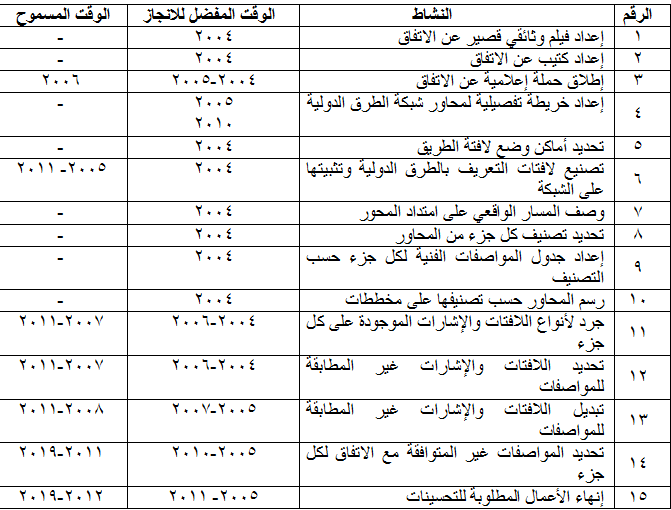 الرقم النشاط الوقت المفضل للانجاز الوقت المسموح
١ إعداد فيلم وثائقي قصير عن الاتفاق ٢٠٠٤ -
٢ إعداد كتيب عن الاتفاق ٢٠٠٤ -
٣ إطلاق حملة إعلامية عن الاتفاق ٢٠٠٤-٢٠٠٥ ٢٠٠٦
٤ إعداد خريطة تفصيلية لمحاور شبكة الطرق الدولية ٢٠٠٥ -
٢٠١٠
٥ تحديد أماكن وضع لافتة الطريق ٢٠٠٤ -
٦ تصنيع لافتات التعريف بالطرق الدولية وتثبيتها ٢٠٠٤ ٢٠٠٥-٢٠١١
على الشبكة
٧ وصف المسار الواقعي على امتداد المحور ٢٠٠٤ -
٨ تحديد تصنيف كل جزء من المحاور ٢٠٠٤ -
٩ إعداد جدول المواصفات الفنية لكل جزء حسب ٢٠٠٤ -
التصنيف
١٠ رسم المحاور حسب تصنيفها على مخططات ٢٠٠٤ -
١١ جرد لأنواع اللافتات والإشارات الموجودة على كل ٢٠٠٤-٢٠٠٦ ٢٠٠٧-٢٠١١
جزء
١٢ تحديد اللافتات والإشارات غير المطابقة ٢٠٠٤-٢٠٠٦ ٢٠٠٧-٢٠١١
للمواصفات
١٣ تبديل اللافتات والإشارات غير المطابقة ٢٠٠٥-٢٠٠٧ ٢٠٠٨-٢٠١١
للمواصفات
١٤ تحديد المواصفات غير المتوافقة مع الاتفاق لكل ٢٠٠٥-٢٠١٠ ٢٠١١-٢٠١٩
جزء
١٥ إنهاء الأعمال المطلوبة للتحسينات ٢٠٠٥-٢٠١١ ٢٠١٢-٢٠١٩